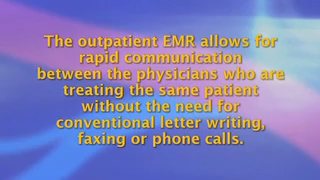 The outpatient EMR allows for
rapid communication
between the physicians who are
treating the same patient
without the need for
conventional letter writing,
faxing or phone calls.